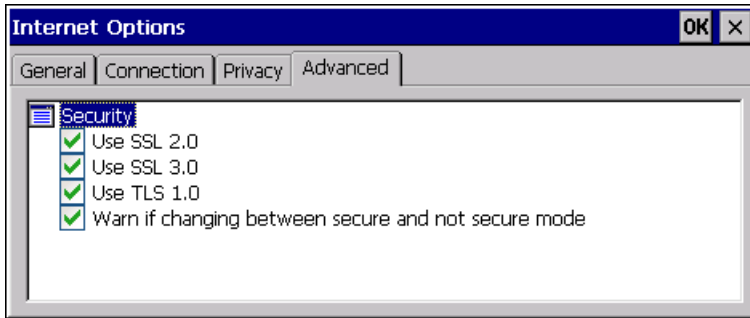 Internet Options OK ×
General Connection Privacy Advanced
Security
Use SSL 2.0
Use SSL 3.0
Use TLS 1.0
Warn if changing between secure and not secure mode